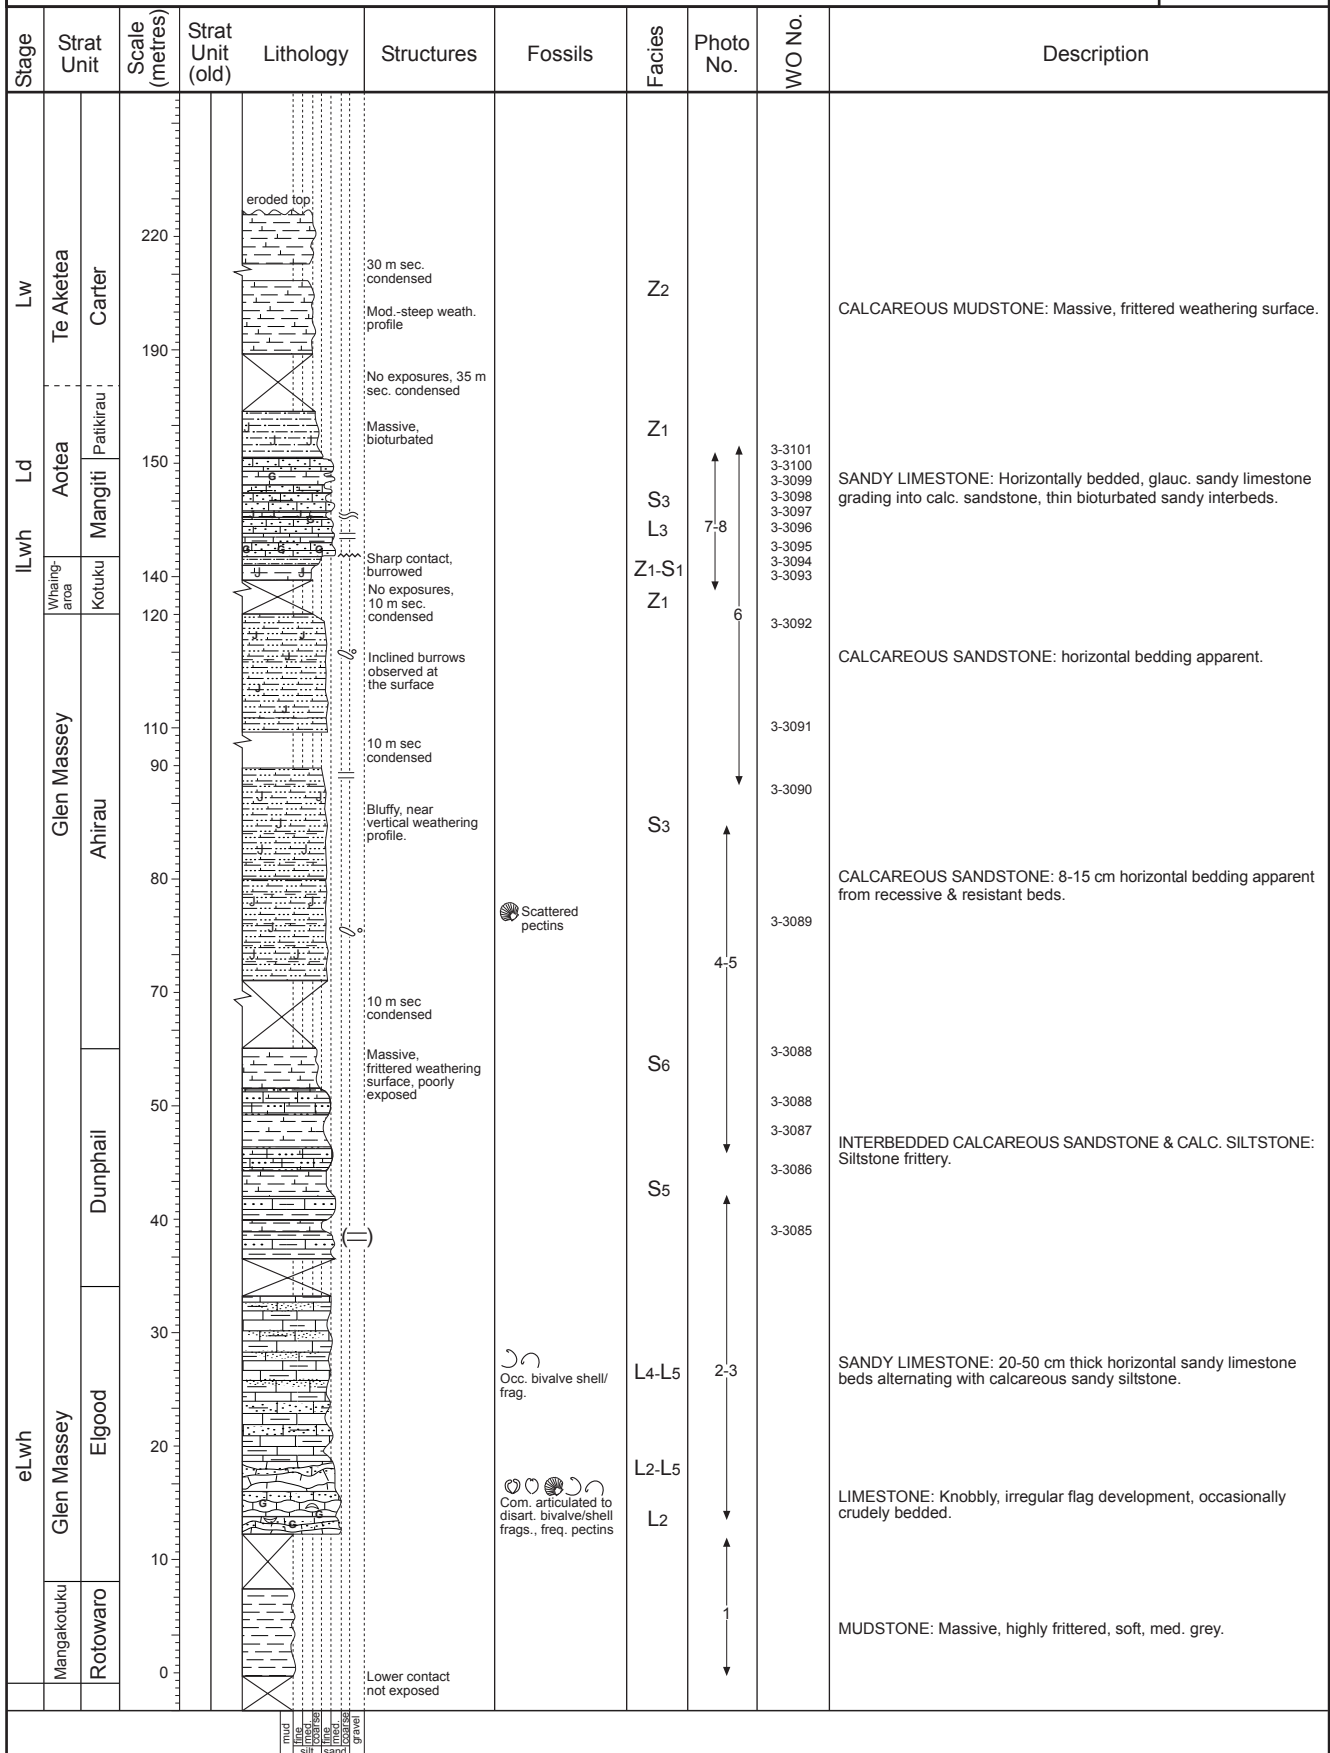 Stage
Strat
Unit
Scale
(metres)
Strat
Unit
(old)
Lithology
Structures
Fossils
Facies
Photo
No.
WO No.
Description
eroded top
220
30 m sec.
condensed
Lw
Te Aketea
Carter
Z2
Mod.-steep weath.
profile
CALCAREOUS MUDSTONE: Massive, frittered weathering surface.
190
No exposures, 35 m
sec. condensed
Patikirau
J
J J
Massive,
bioturbated
Z1
3-3101
150
3-3100
Ld
Aotea
Mangiti
G
3-3099
SANDY LIMESTONE: Horizontally bedded, glauc. sandy limestone
grading into calc. sandstone, thin bioturbated sandy interbeds.
S3
3-3098
3-3097
L3
7-8
3-3096
lLwh
G G G
3-3095
Sharp contact,
burrowed
3-3094
Z1-S1
140
J J
3-3093
Whaing-
aroa
Kotuku
No exposures,
10 m sec.
condensed
Z1
120
6
3-3092
J J
J
J
J
Inclined burrows
observed at
the surface
CALCAREOUS SANDSTONE: horizontal bedding apparent.
110
3-3091
10 m sec
condensed
90
3-3090
Glen Massey
Ahirau
J J
J
J J
Bluffy, near
vertical weathering
profile.
S3
80
CALCAREOUS SANDSTONE: 8-15 cm horizontal bedding apparent
from recessive & resistant beds.
J J
J
J J
Scattered
pectins
3-3089
4-5
70
10 m sec
condensed
Massive,
frittered weathering
surface, poorly
exposed
S6
3-3088
50
3-3088
3-3087
Dunphail
INTERBEDDED CALCAREOUS SANDSTONE & CALC. SILTSTONE:
Siltstone frittery.
3-3086
S5
40
3-3085
30
Occ. bivalve shell/
frag.
L4-L5
2-3
SANDY LIMESTONE: 20-50 cm thick horizontal sandy limestone
beds alternating with calcareous sandy siltstone.
eLwh
Glen Massey
Elgood
20
L2-L5
G
G
G
Com. articulated to
disart. bivalve/shell
frags., freq. pectins
L2
LIMESTONE: Knobbly, irregular flag development, occasionally
crudely bedded.
10
Mangakotuku
Rotowaro
1
MUDSTONE: Massive, highly frittered, soft, med. grey.
0
Lower contact
not exposed
mud
fine
med.
coarse
fine
med.
coarse
gravel
silt
sand